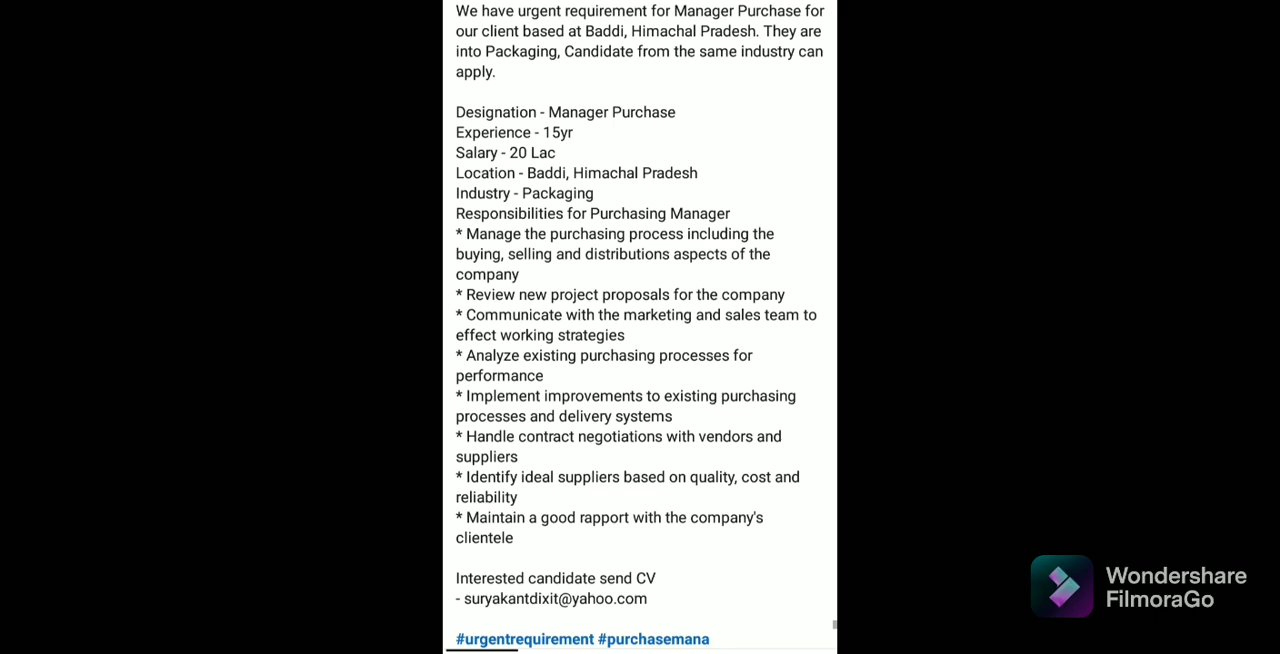 We have urgent requirement for Manager Purchase for
our client based at Baddi, Himachal Pradesh. They are
into Packaging, Candidate from the same industry can
apply.
Designation - Manager Purchase
Experience - 15yr
Salary - 20 Lac
Location - Baddi, Himachal Pradesh
Industry - Packaging
Responsibilities for Purchasing Manager
* Manage the purchasing process including the
buying, selling and distributions aspects of the
company
* Review new project proposals for the company
* Communicate with the marketing and sales team to
effect working strategies
* Analyze existing purchasing processes for
performance
* Implement improvements to existing purchasing
processes and delivery systems
* Handle contract negotiations with vendors and
suppliers
* Identify ideal suppliers based on quality, cost and
reliability
* Maintain a good rapport with the company's
clientele
Interested candidate send CV
- suryakantdixit@yahoo.com
#urgentrequirement #purchasemana
Wondershare
FilmoraGo